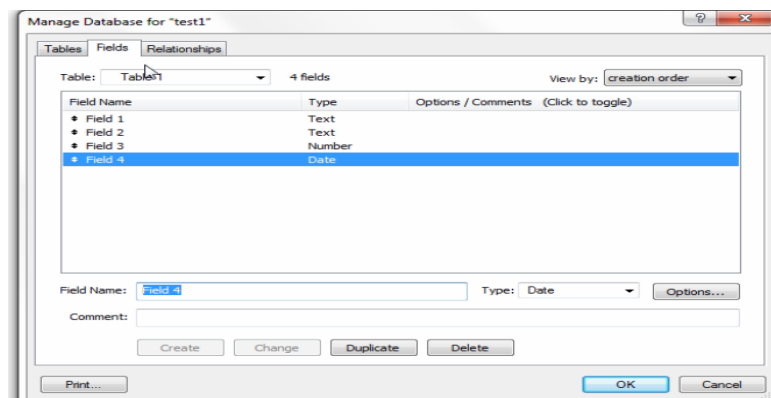 Manage Database for "test1"
Tables Fields Relationships
Table: Table1 4 fields View by: creation order
Field Name Type Options / Comments (Click to toggle)
Field 1 Text
Field 2 Text
Field 3 Number
Field 4 Date
Field Name: Field 4 Type: Date Options...
Comment:
Create Change Duplicate Delete
Print... OK Cancel